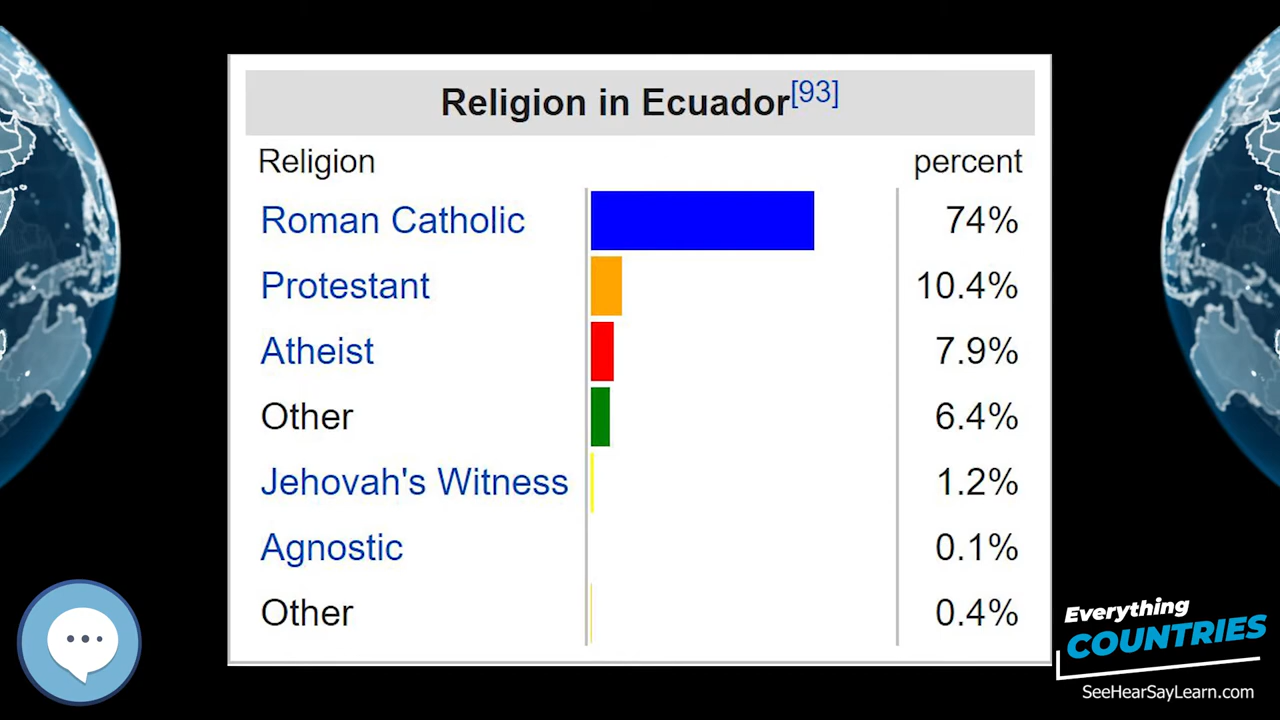 Religion in Ecuador[93]
Religion percent
Roman Catholic 74%
Protestant 10.4%
Atheist 7.9%
Other 6.4%
Jehovah's Witness 1.2%
Agnostic 0.1%
Other 0.4%
Everything
COUNTRIES
SeeHearSayLearn.com